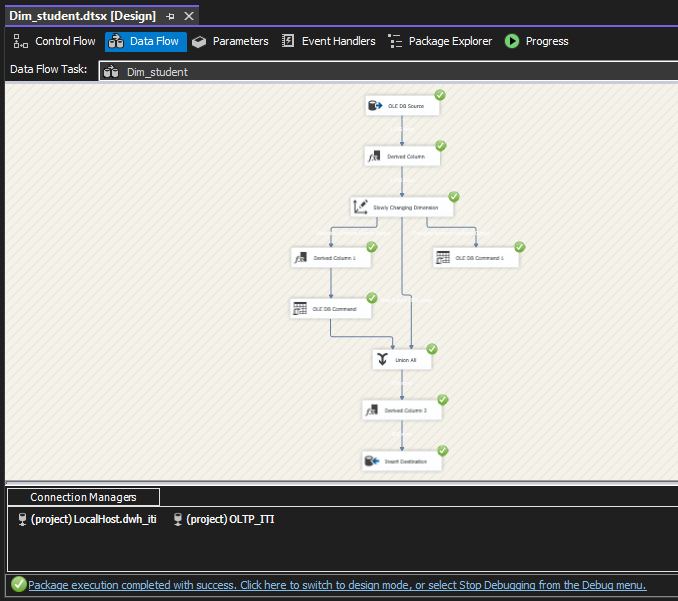 Dim_student.dtsx [Design]
Control Flow
Data Flow
Parameters
Event Handlers
Package Explorer
Progress
Data Flow Task:
Dim_student
OLE DB Source
Derived Column
Slowly Changing Dimension
Derived Column 1
OLE DB Command 1
OLE DB Command
Union All
Derived Column 2
Insert Destination
Connection Managers
(project) LocalHost.dwh_iti
(project) OLTP_ITI
Package execution completed with success. Click here to switch to design mode, or select Stop Debugging from the Debug menu.